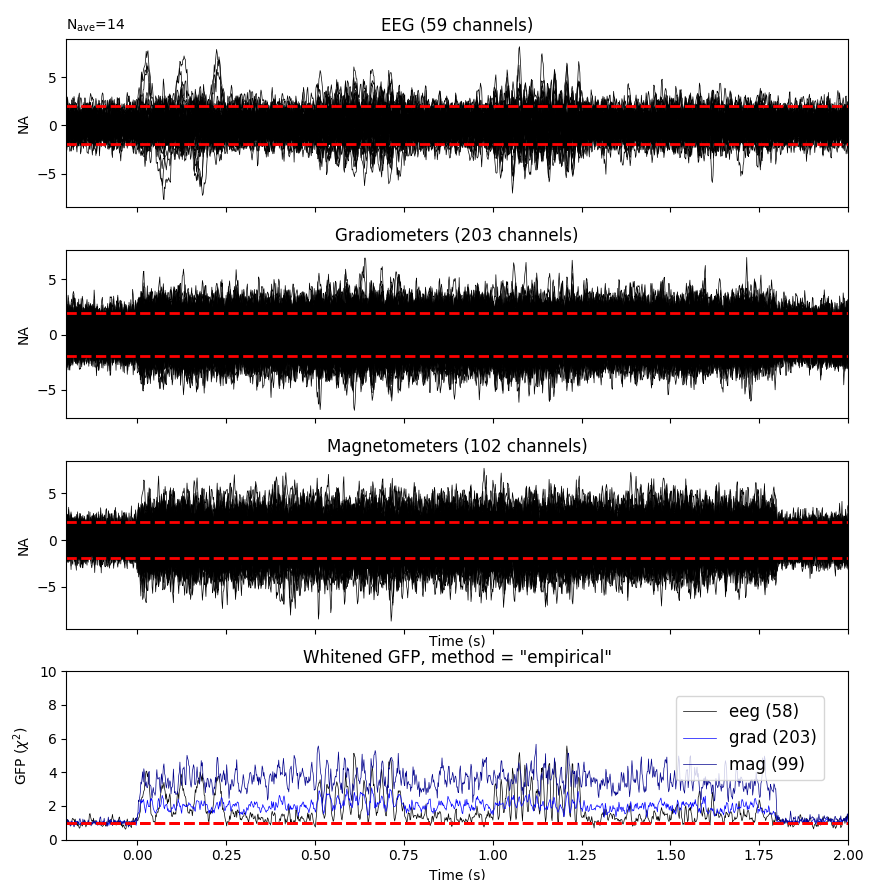 N_ave=14
EEG (59 channels)
5
0
−5
NA
Gradiometers (203 channels)
5
0
−5
NA
Magnetometers (102 channels)
5
0
−5
NA
Time (s)
Whitened GFP, method = "empirical"
10
8
6
4
2
0
GFP (χ²)
eeg (58)
grad (203)
mag (99)
0.00 0.25 0.50 0.75 1.00 1.25 1.50 1.75 2.00
Time (s)